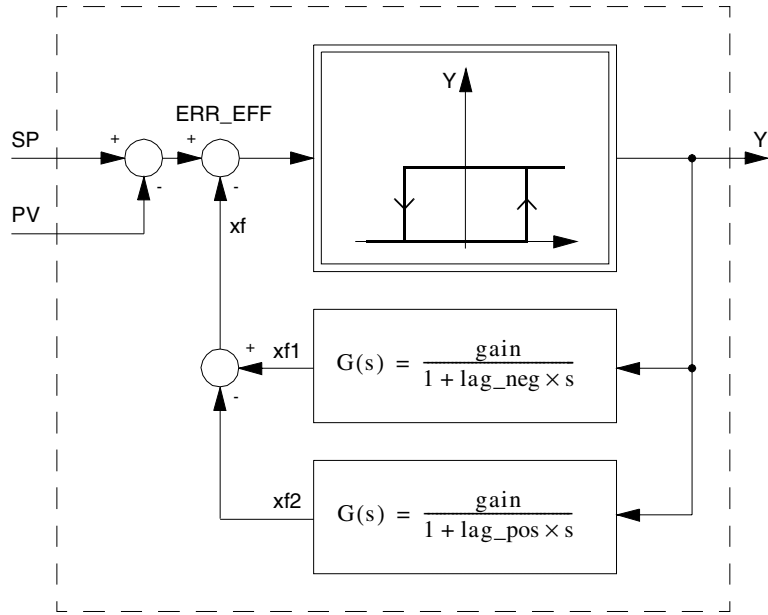 Y
ERR_EFF
SP
+
+
Y
-
-
PV
xf
+
xf1
G(s) = gain / 1 + lag_neg × s
-
xf2
G(s) = gain / 1 + lag_pos × s